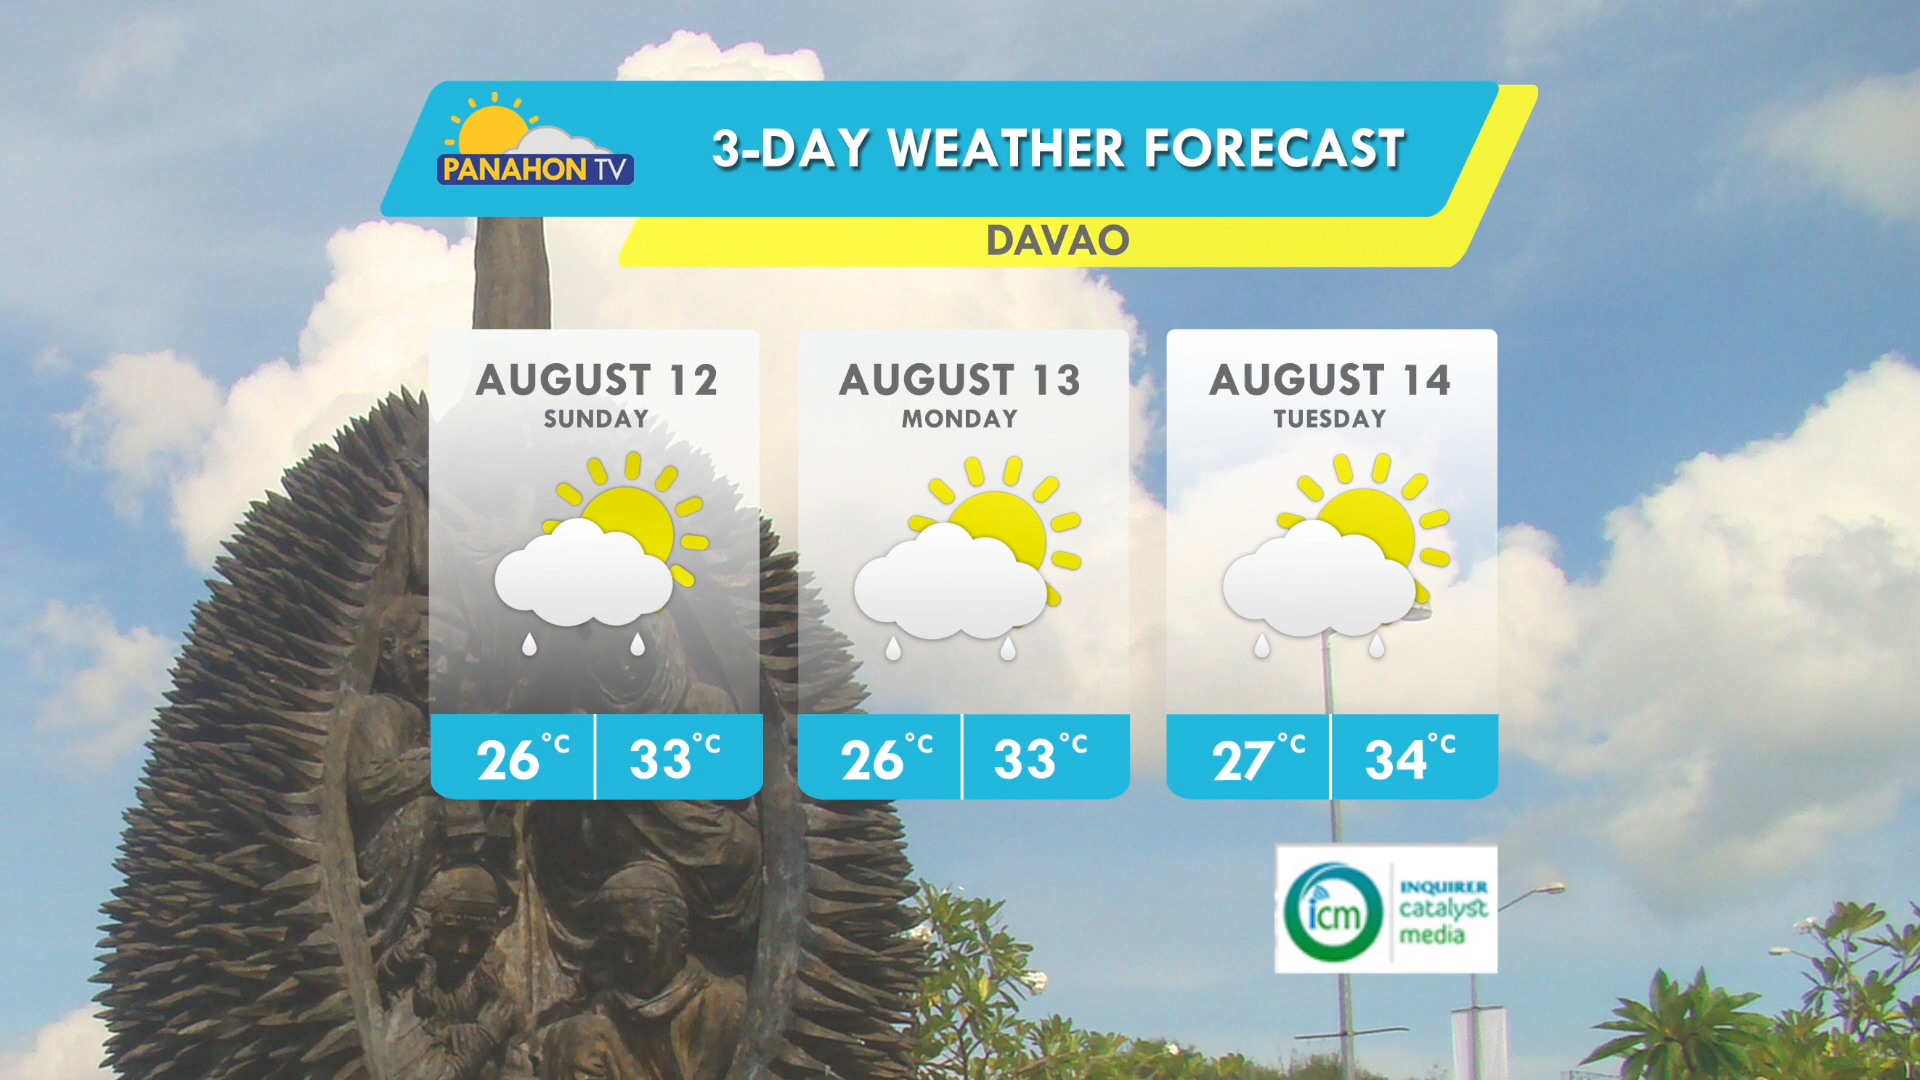 PANAHON TV
3-DAY WEATHER FORECAST
DAVAO
AUGUST 12
SUNDAY
26°C 33°C
AUGUST 13
MONDAY
26°C 33°C
AUGUST 14
TUESDAY
27°C 34°C
icm
INQUIRER
catalyst
media